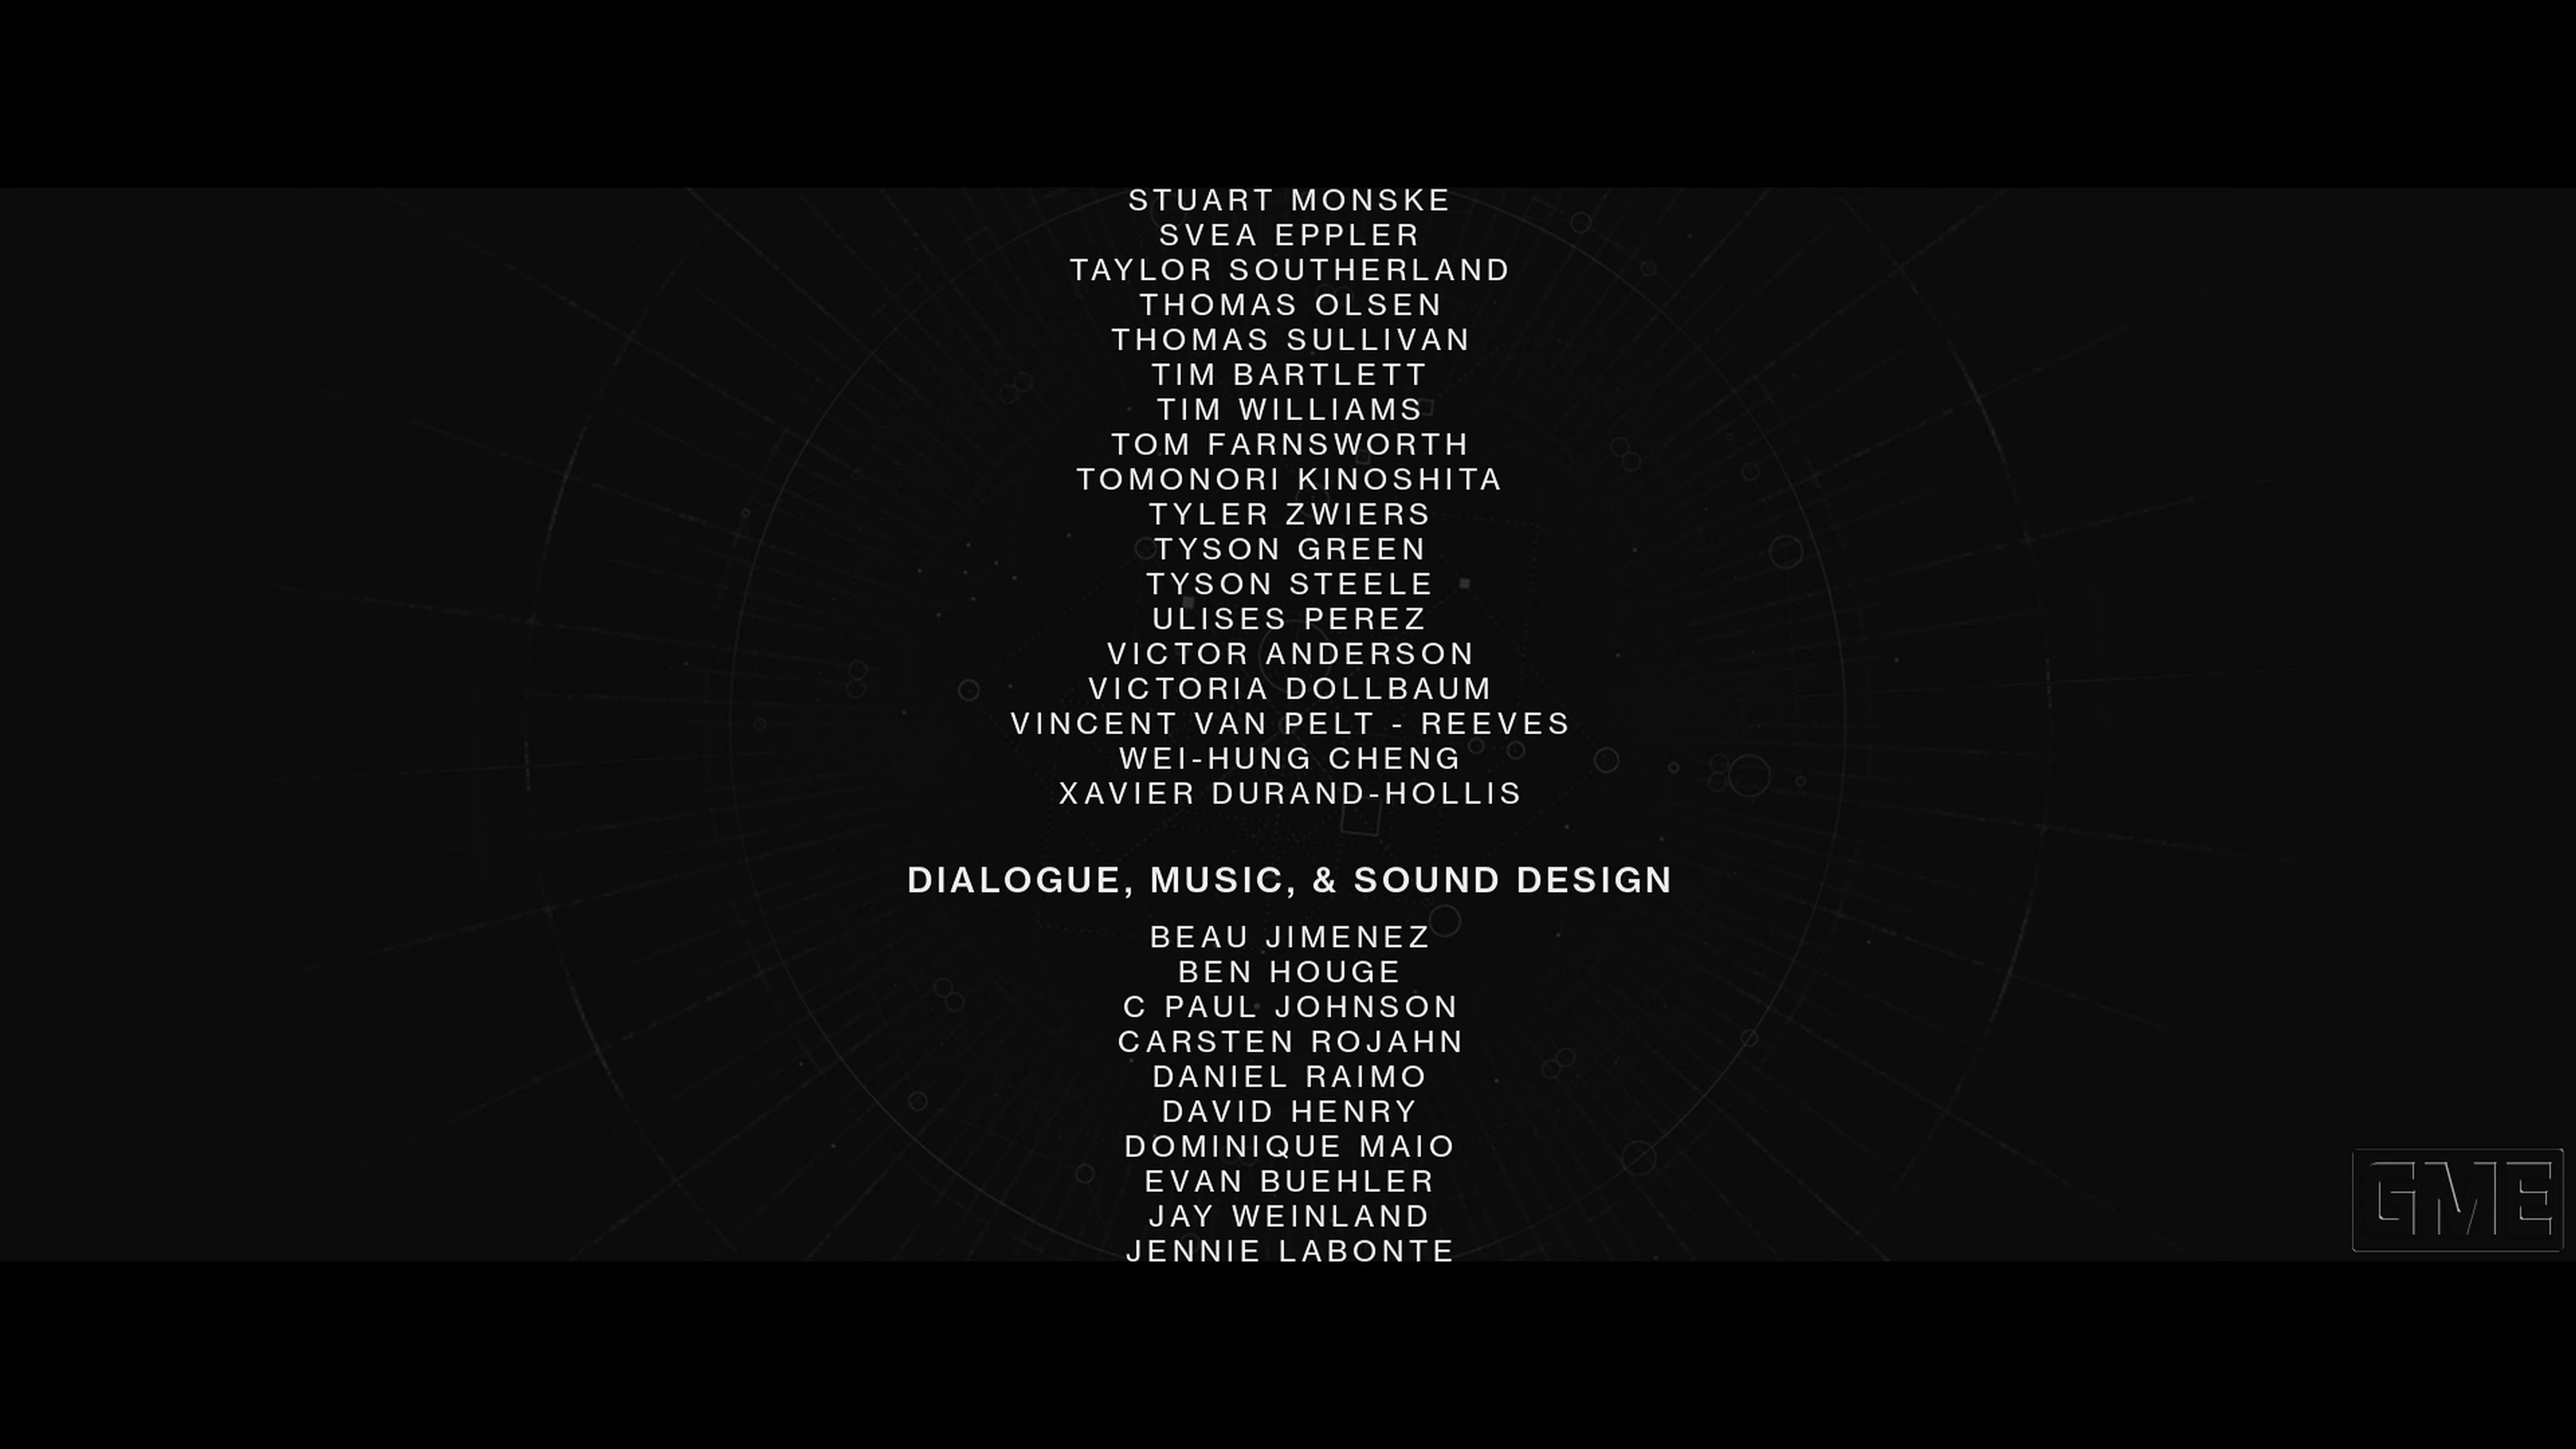 STUART MONSKE
SVEA EPPLER
TAYLOR SOUTHERLAND
THOMAS OLSEN
THOMAS SULLIVAN
TIM BARTLETT
TIM WILLIAMS
TOM FARNSWORTH
TOMONORI KINOSHITA
TYLER ZWIERS
TYSON GREEN
TYSON STEELE
ULISES PEREZ
VICTOR ANDERSON
VICTORIA DOLLBAUM
VINCENT VAN PELT - REEVES
WEI-HUNG CHENG
XAVIER DURAND-HOLLIS
DIALOGUE, MUSIC, & SOUND DESIGN
BEAU JIMENEZ
BEN HOUGE
C PAUL JOHNSON
CARSTEN ROJAHN
DANIEL RAIMO
DAVID HENRY
DOMINIQUE MAIO
EVAN BUEHLER
JAY WEINLAND
JENNIE LABONTE
GME